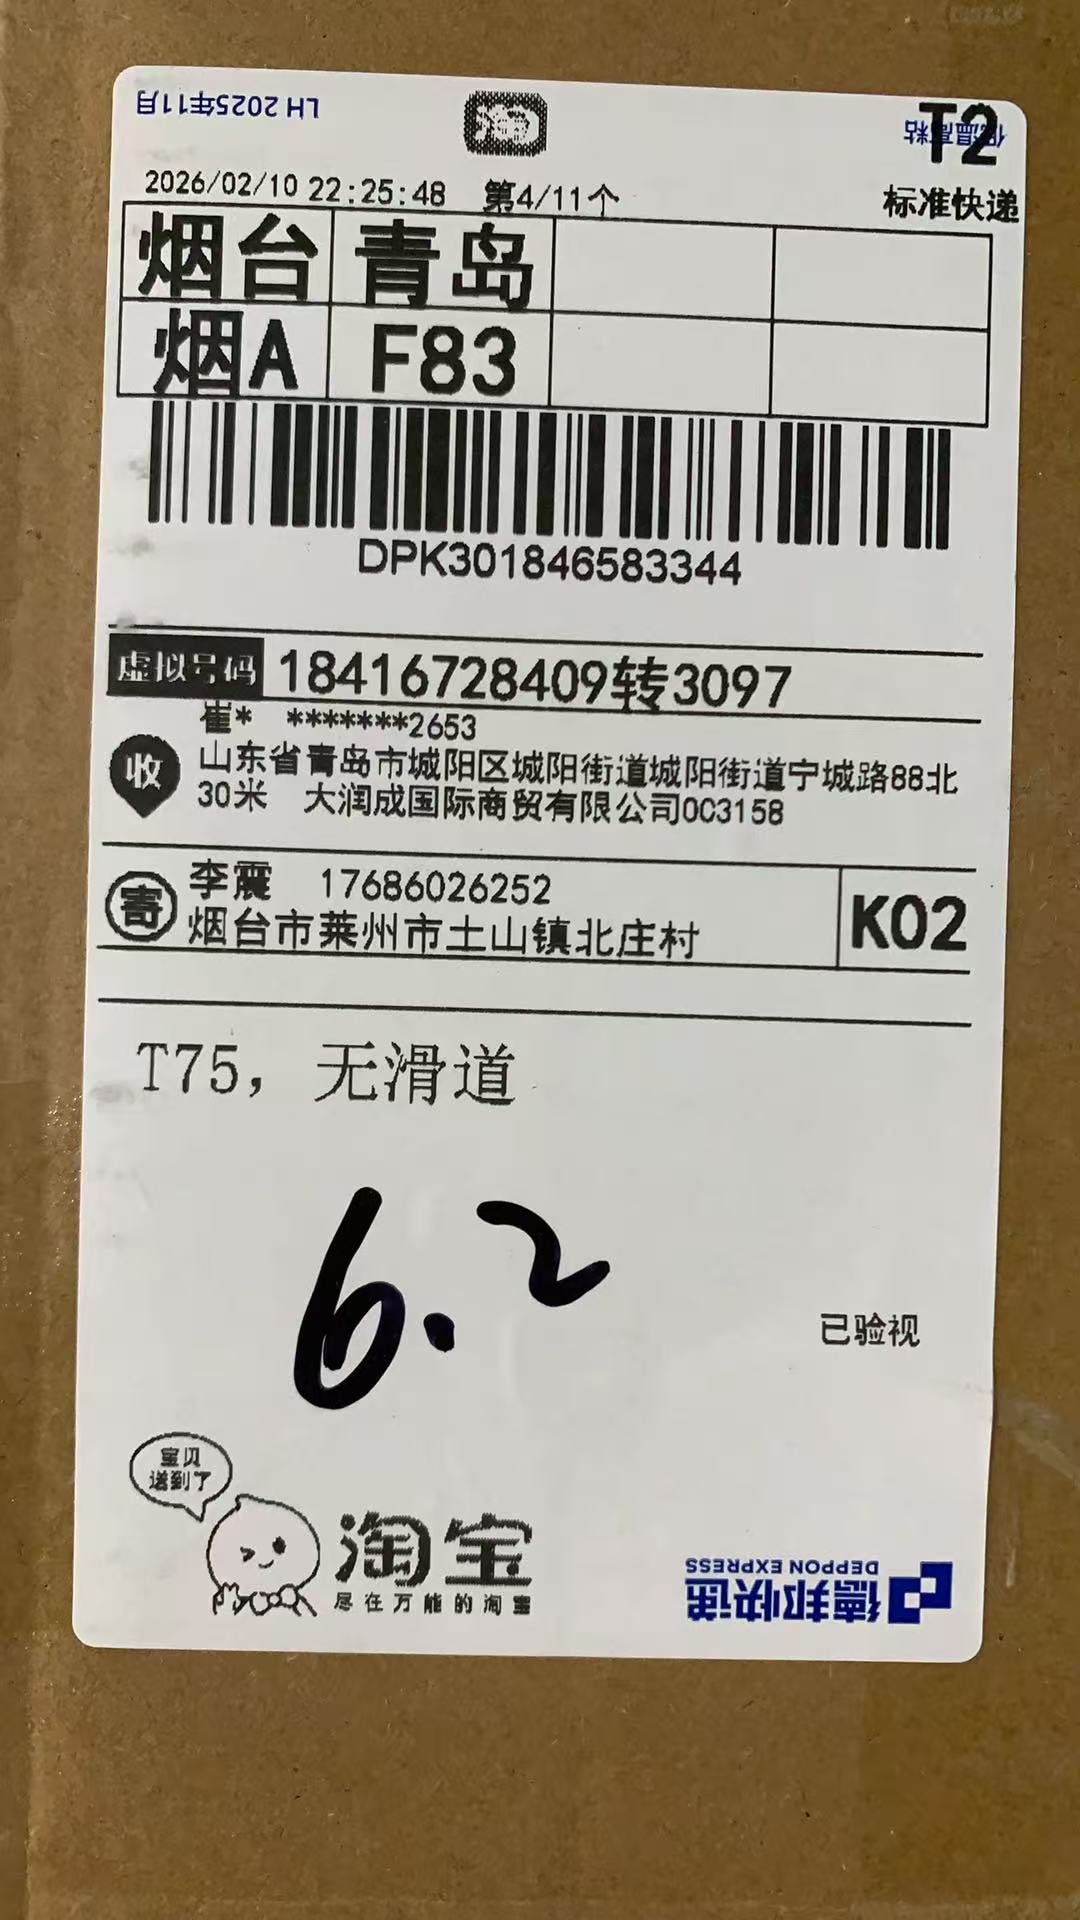 LH 2025年11月
低温高粘
T2
2026/02/10 22:25:48 第4/11个
标准快递
烟台 青岛
烟A F83
DPK301846583344
虚拟号码 18416728409转3097
崔* *******2653
收 山东省青岛市城阳区城阳街道城阳街道宁城路88北
30米 大润成国际商贸有限公司OC3158
李震 17686026252
寄 烟台市莱州市土山镇北庄村
K02
T75，无滑道
6.2
已验视
宝贝
送到了
淘宝
尽在万能的淘宝
德邦快递
DEPPON EXPRESS